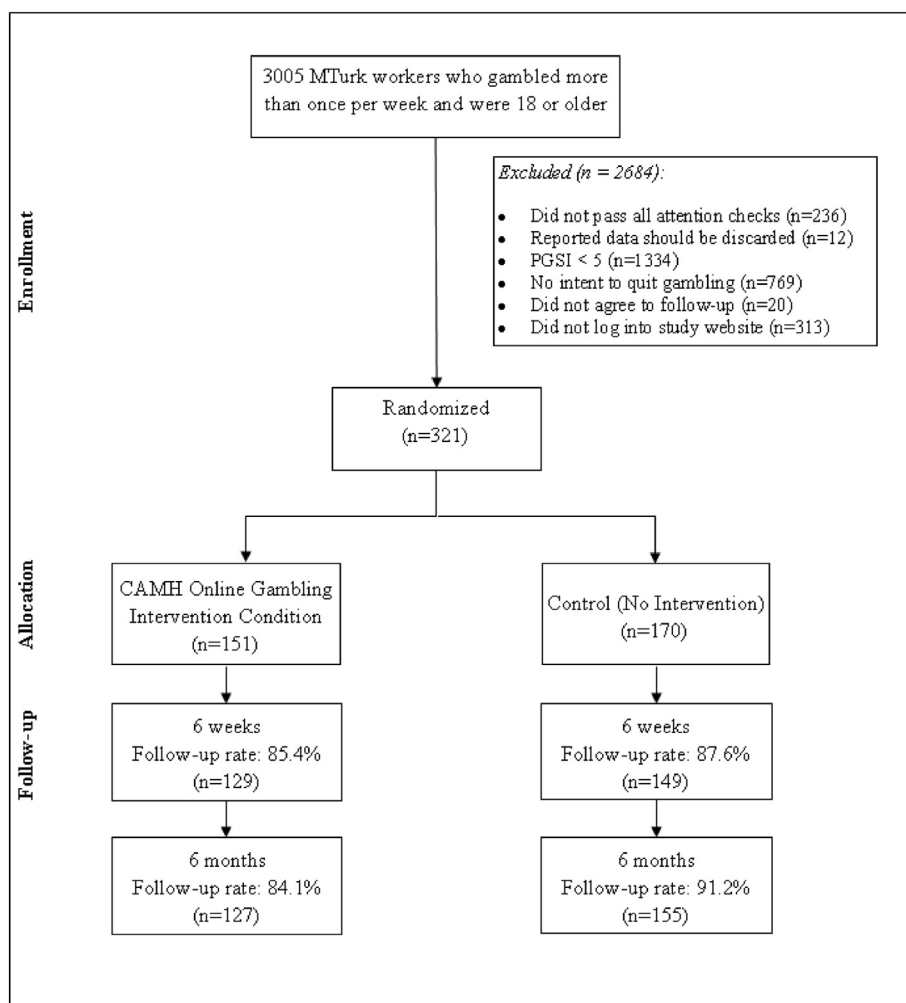 3005 MTurk workers who gambled more
than once per week and were 18 or older
Enrollment
Excluded (n = 2684):
• Did not pass all attention checks (n=236)
• Reported data should be discarded (n=12)
• PGSI < 5 (n=1334)
• No intent to quit gambling (n=769)
• Did not agree to follow-up (n=20)
• Did not log into study website (n=313)
Randomized
(n=321)
Allocation
CAMH Online Gambling
Intervention Condition
(n=151)
Control (No Intervention)
(n=170)
Follow-up
6 weeks
Follow-up rate: 85.4%
(n=129)
6 weeks
Follow-up rate: 87.6%
(n=149)
6 months
Follow-up rate: 84.1%
(n=127)
6 months
Follow-up rate: 91.2%
(n=155)